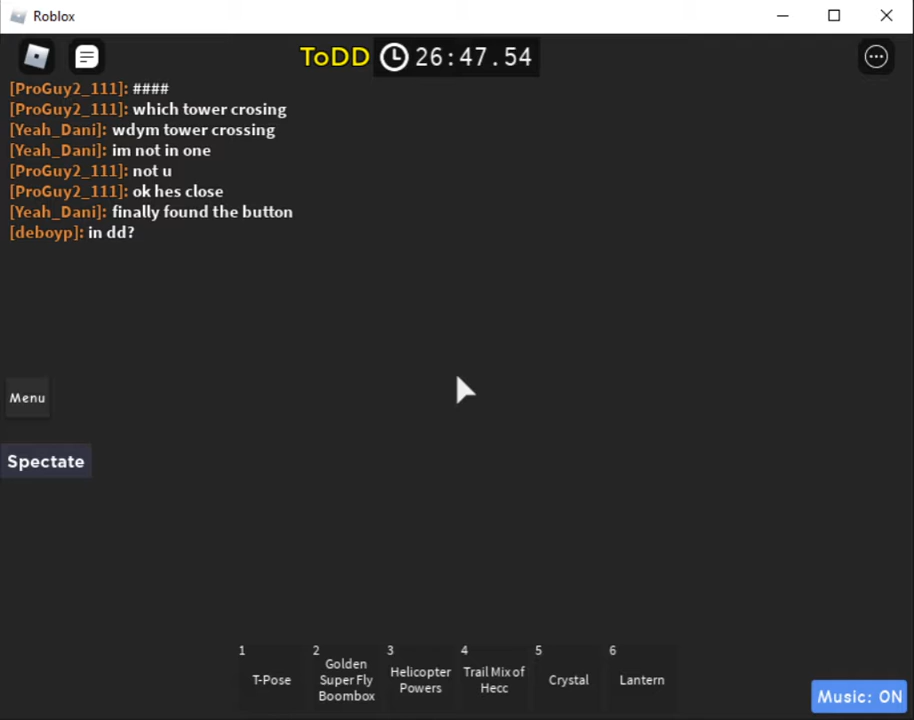 Roblox
ToDD 26:47.54
[ProGuy2_111]: ####
[ProGuy2_111]: which tower crosing
[Yeah_Dani]: wdym tower crossing
[Yeah_Dani]: im not in one
[ProGuy2_111]: not u
[ProGuy2_111]: ok hes close
[Yeah_Dani]: finally found the button
[deboyp]: in dd?
Menu
Spectate
1
T-Pose
2
Golden
Super Fly
Boombox
3
Helicopter
Powers
4
Trail Mix of
Hecc
5
Crystal
6
Lantern
Music: ON